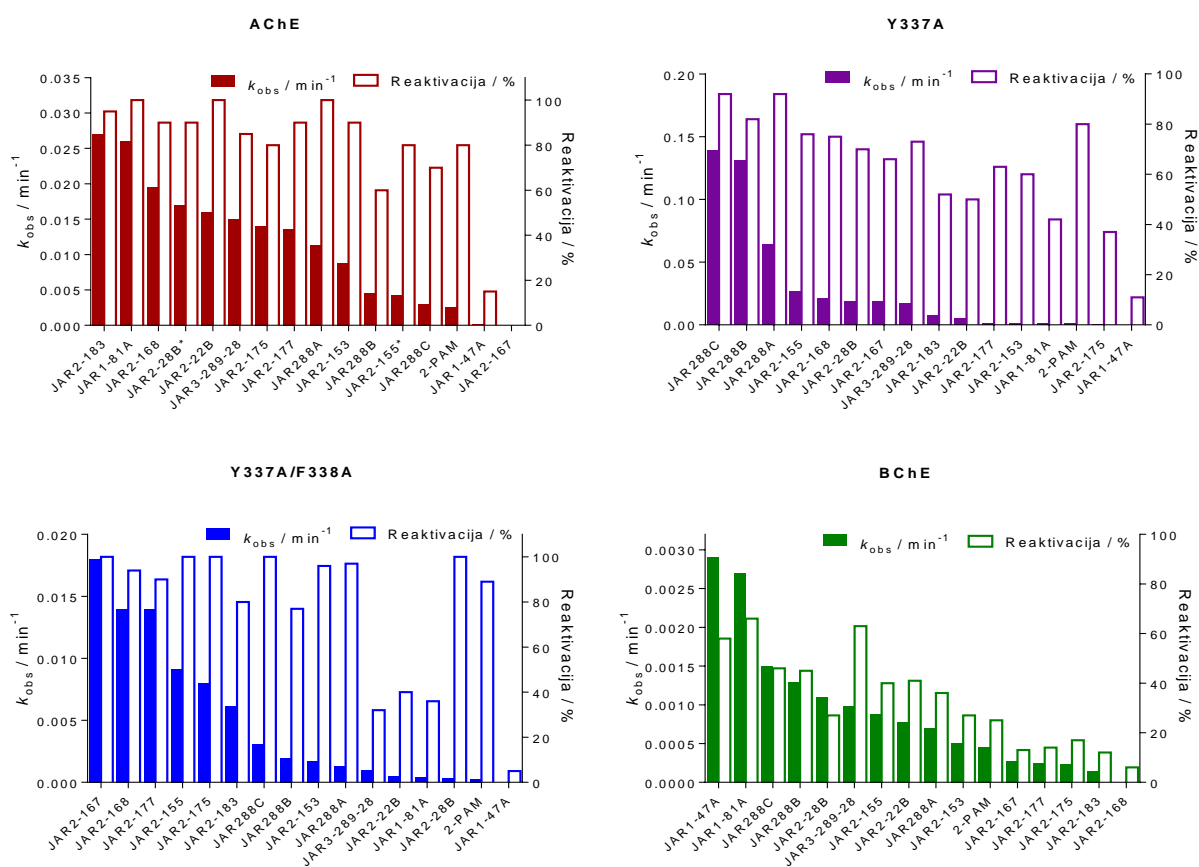 AChE
k_obs / min⁻¹ Reaktivacija / %
0.035
0.030
0.025
0.020
0.015
0.010
0.005
0.000
k_obs / min⁻¹
100
80
60
40
20
0
Reaktivacija / %
JAR2-183
JAR1-81A
JAR2-168
JAR2-28B*
JAR2-22B
JAR3-289-28
JAR2-175
JAR2-177
JAR288A
JAR2-153
JAR288B
JAR2-155*
JAR288C
2-PAM
JAR1-47A
JAR2-167
Y337A
k_obs / min⁻¹ Reaktivacija / %
0.20
0.15
0.10
0.05
0.00
k_obs / min⁻¹
100
80
60
40
20
0
Reaktivacija / %
JAR288C
JAR288B
JAR288A
JAR2-155
JAR2-168
JAR2-28B
JAR2-167
JAR3-289-28
JAR2-183
JAR2-22B
JAR2-177
JAR2-153
JAR1-81A
2-PAM
JAR2-175
JAR1-47A
Y337A/F338A
k_obs / min⁻¹ Reaktivacija / %
0.020
0.015
0.010
0.005
0.000
k_obs / min⁻¹
100
80
60
40
20
0
Reaktivacija / %
JAR2-167
JAR2-168
JAR2-177
JAR2-155
JAR2-175
JAR2-183
JAR288C
JAR288B
JAR2-153
JAR288A
JAR3-289-28
JAR2-22B
JAR1-81A
JAR2-28B
2-PAM
JAR1-47A
BChE
k_obs / min⁻¹ Reaktivacija / %
0.0030
0.0025
0.0020
0.0015
0.0010
0.0005
0.0000
k_obs / min⁻¹
100
80
60
40
20
0
Reaktivacija / %
JAR1-47A
JAR1-81A
JAR288C
JAR288B
JAR2-28B
JAR3-289-28
JAR2-155
JAR2-22B
JAR288A
JAR2-153
2-PAM
JAR2-167
JAR2-177
JAR2-175
JAR2-183
JAR2-168